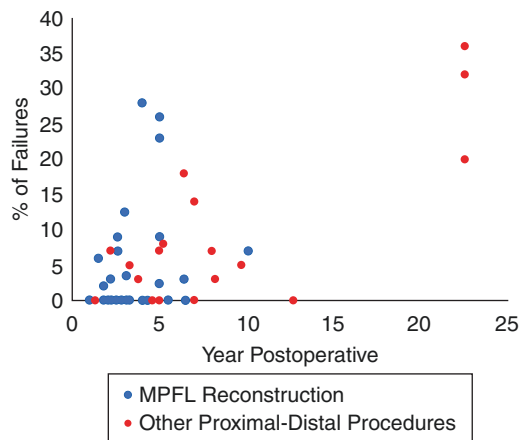 40
35
30
25
20
15
10
5
0
% of Failures
0 5 10 15 20 25
Year Postoperative
MPFL Reconstruction
Other Proximal-Distal Procedures